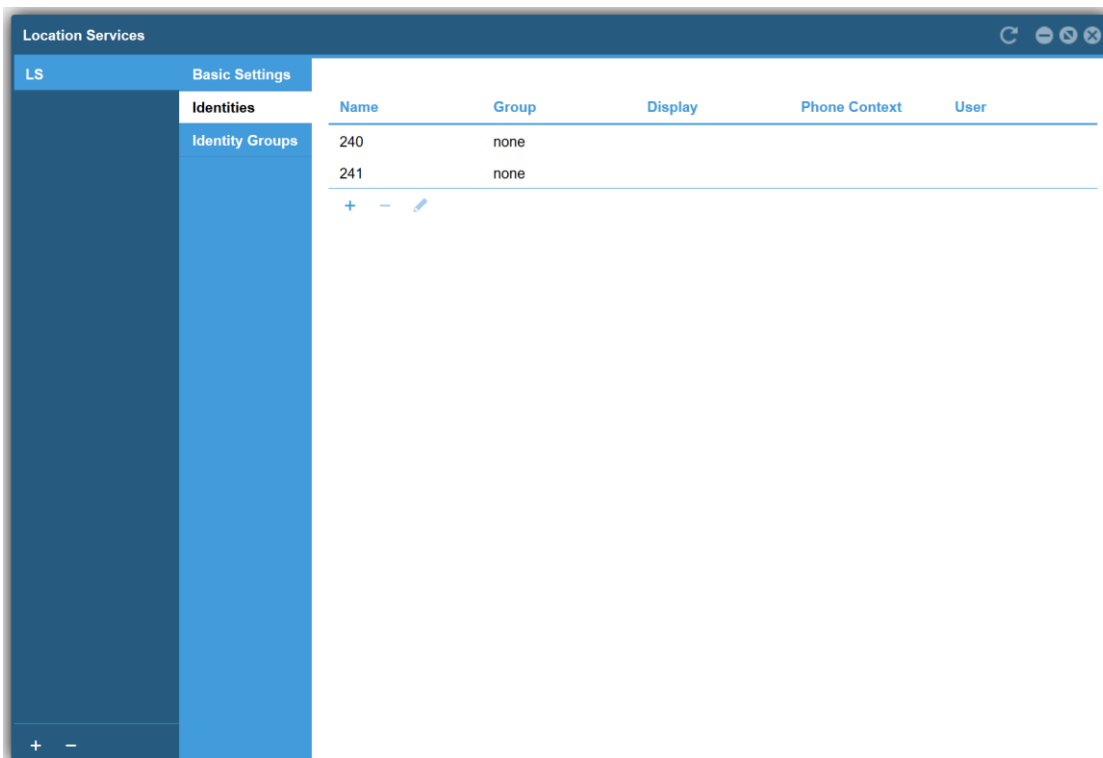 Location Services
LS
Basic Settings
Identities
Identity Groups
Name Group Display Phone Context User
240 none
241 none